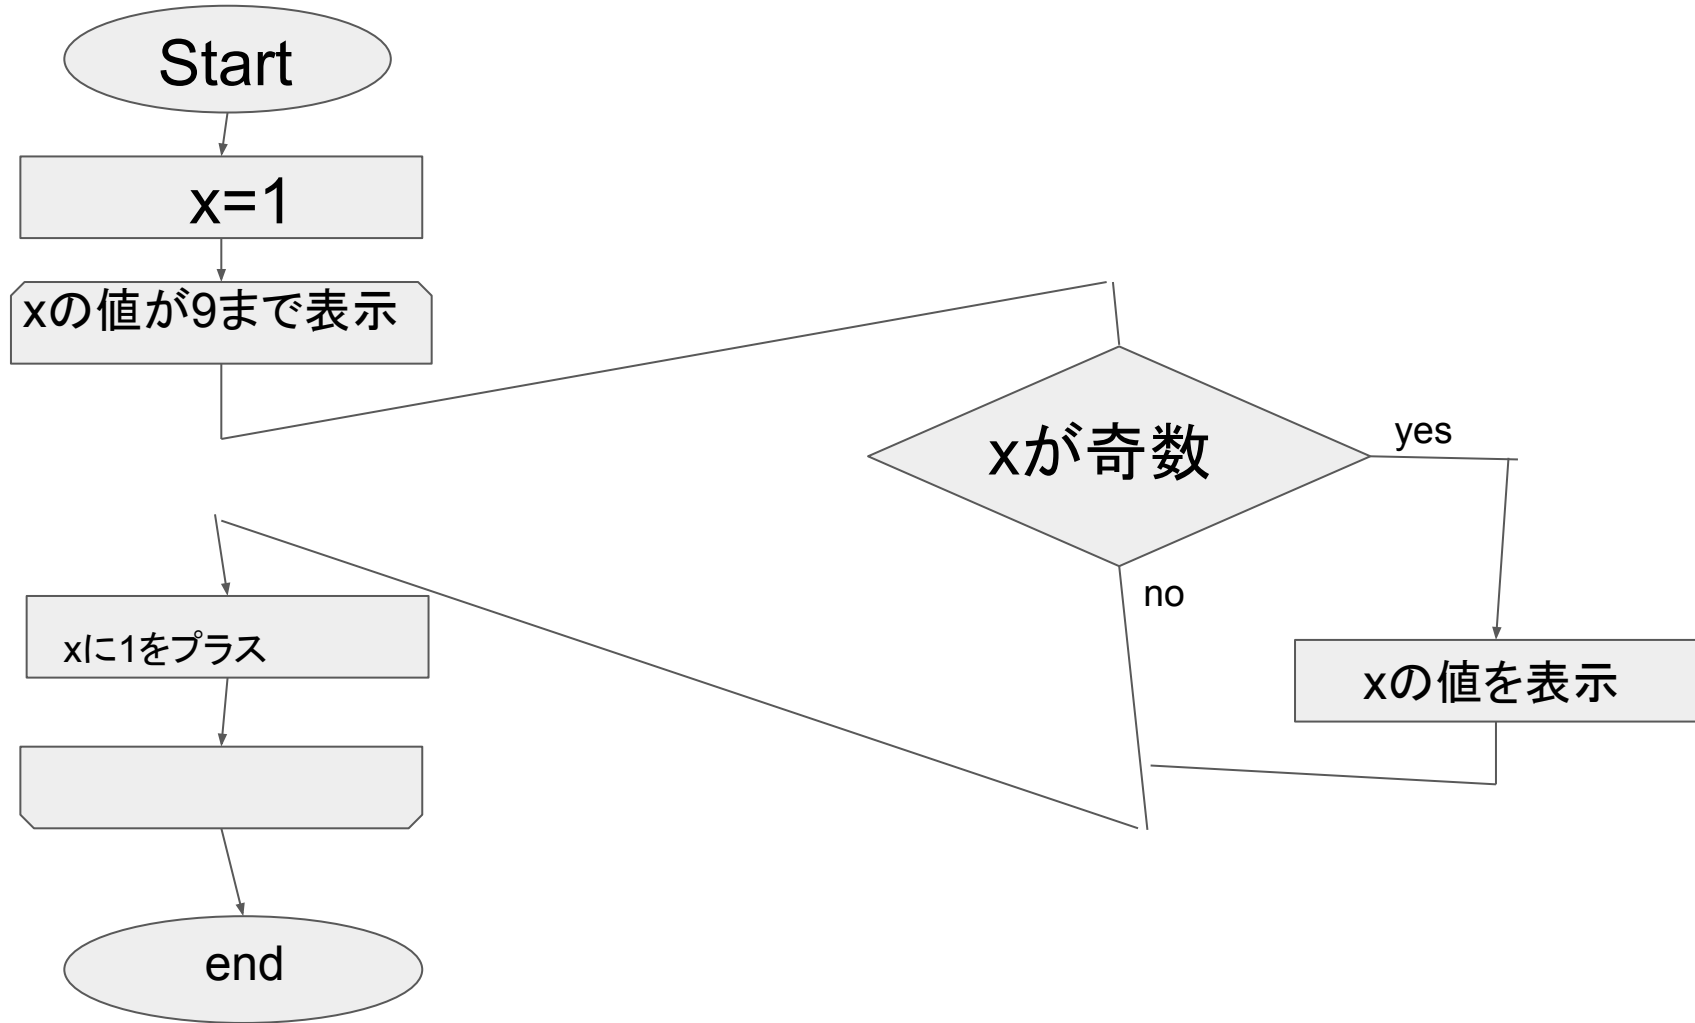 Start
x=1
xの値が9まで表示
xが奇数
yes
no
xの値を表示
xに1をプラス
end